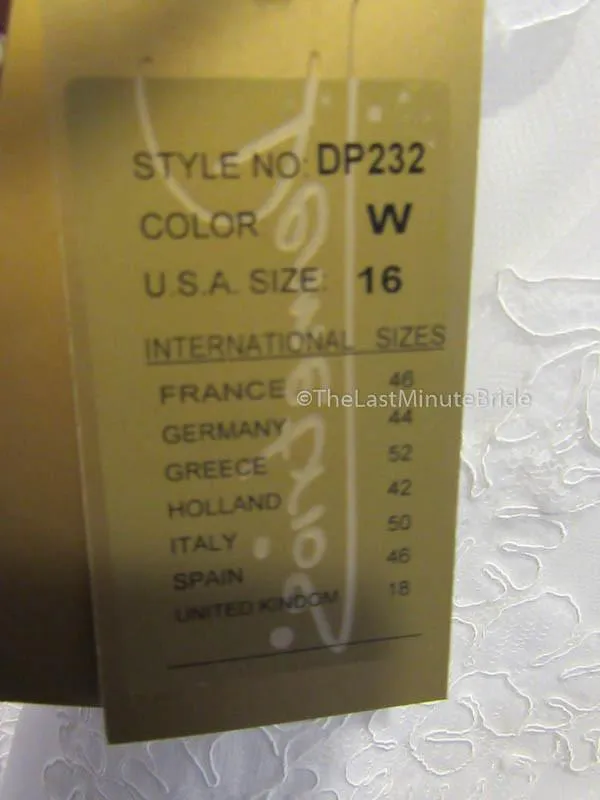 STYLE NO: DP232
COLOR W
U.S.A. SIZE: 16
INTERNATIONAL SIZES
FRANCE 46
©TheLastMinuteBride
GERMANY 44
GREECE 52
HOLLAND 42
ITALY 50
SPAIN 46
UNITED KINDOM 18